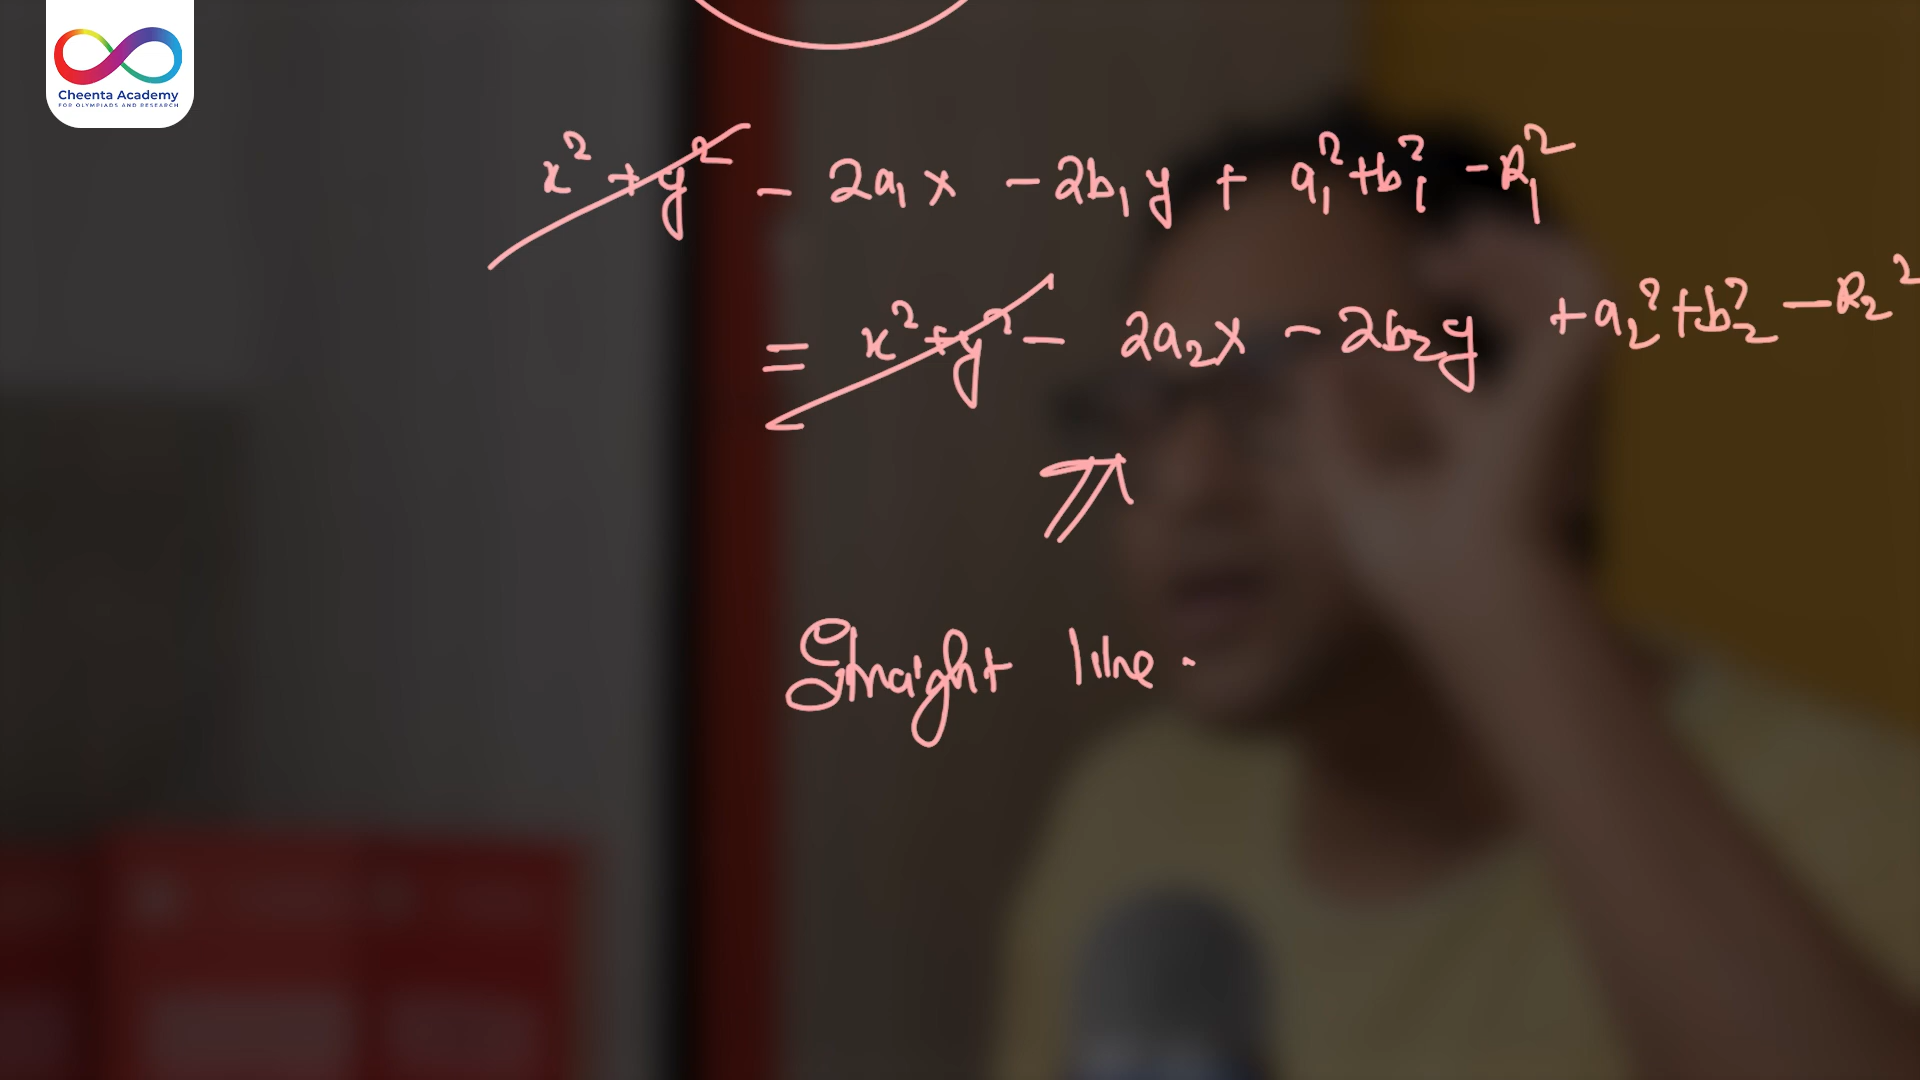 Cheenta Academy
FOR OLYMPIADS AND RESEARCH
x² + y² - 2a₁x - 2b₁y + a₁² + b₁² - R₁²
= x² + y² - 2a₂x - 2b₂y + a₂² + b₂² - R₂²
Straight line .